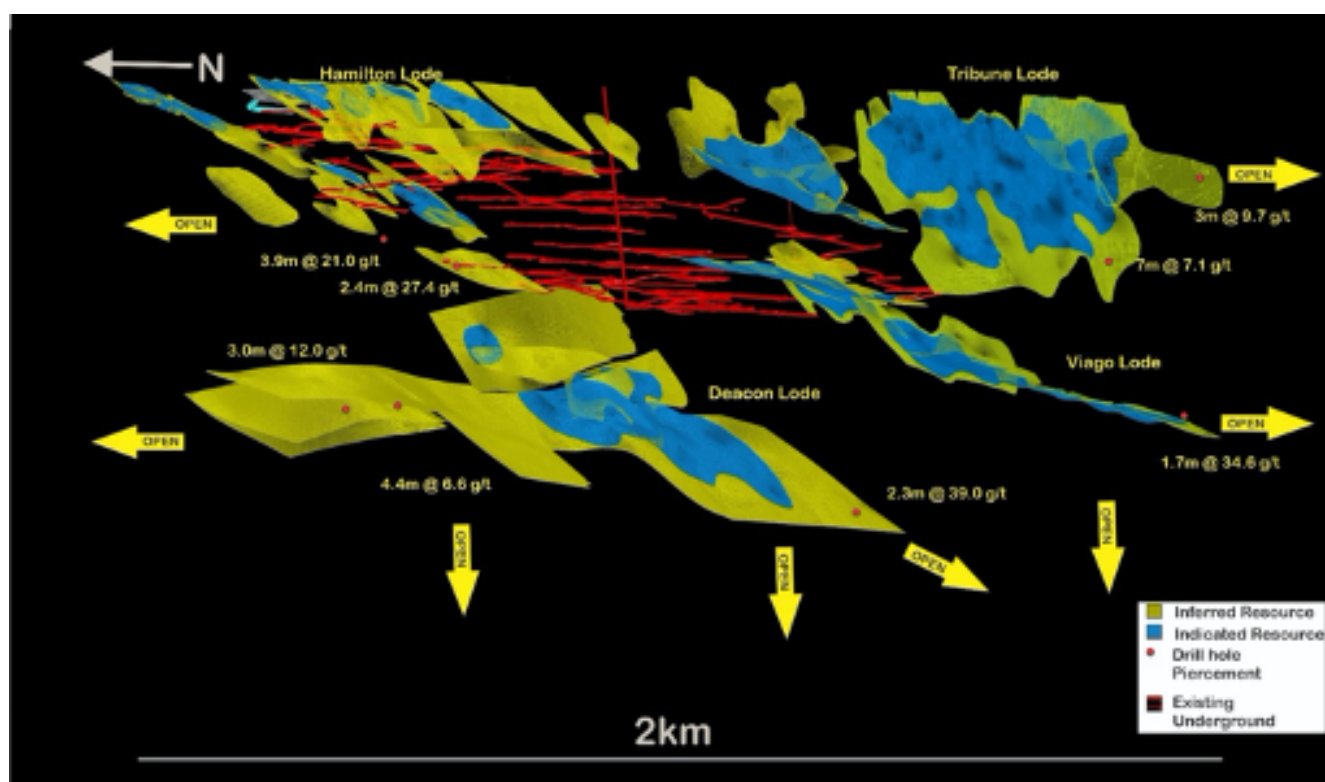 N
Hamilton Lode
Tribune Lode
OPEN
3m @ 9.7 g/t
OPEN
3.9m @ 21.0 g/t
7m @ 7.1 g/t
2.4m @ 27.4 g/t
3.0m @ 12.0 g/t
Viago Lode
Deacon Lode
OPEN
OPEN
1.7m @ 34.6 g/t
4.4m @ 6.6 g/t
2.3m @ 39.0 g/t
OPEN
OPEN
OPEN
OPEN
Inferred Resource
Indicated Resource
Drill hole
Piercement
Existing
Underground
2km